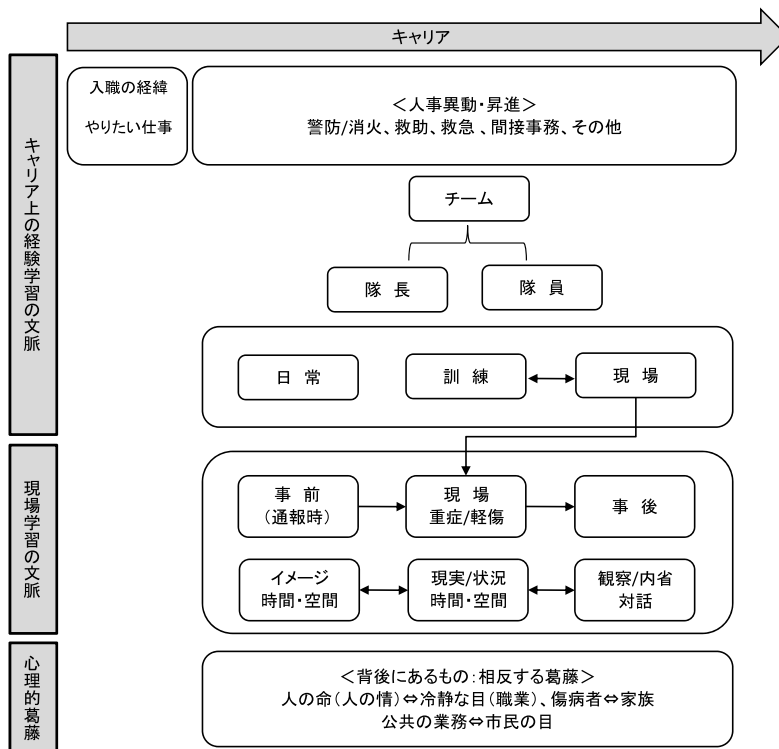 キャリア
キャリア上の経験学習の文脈
入職の経緯
やりたい仕事
＜人事異動・昇進＞
警防/消火、救助、救急、間接事務、その他
チーム
隊 長
隊 員
日 常
訓 練
現 場
現場学習の文脈
事 前
（通報時）
現 場
重症/軽傷
事 後
イメージ
時間・空間
現実/状況
時間・空間
観察/内省
対話
心理的葛藤
＜背後にあるもの：相反する葛藤＞
人の命（人の情）⇔冷静な目（職業）、傷病者⇔家族
公共の業務⇔市民の目